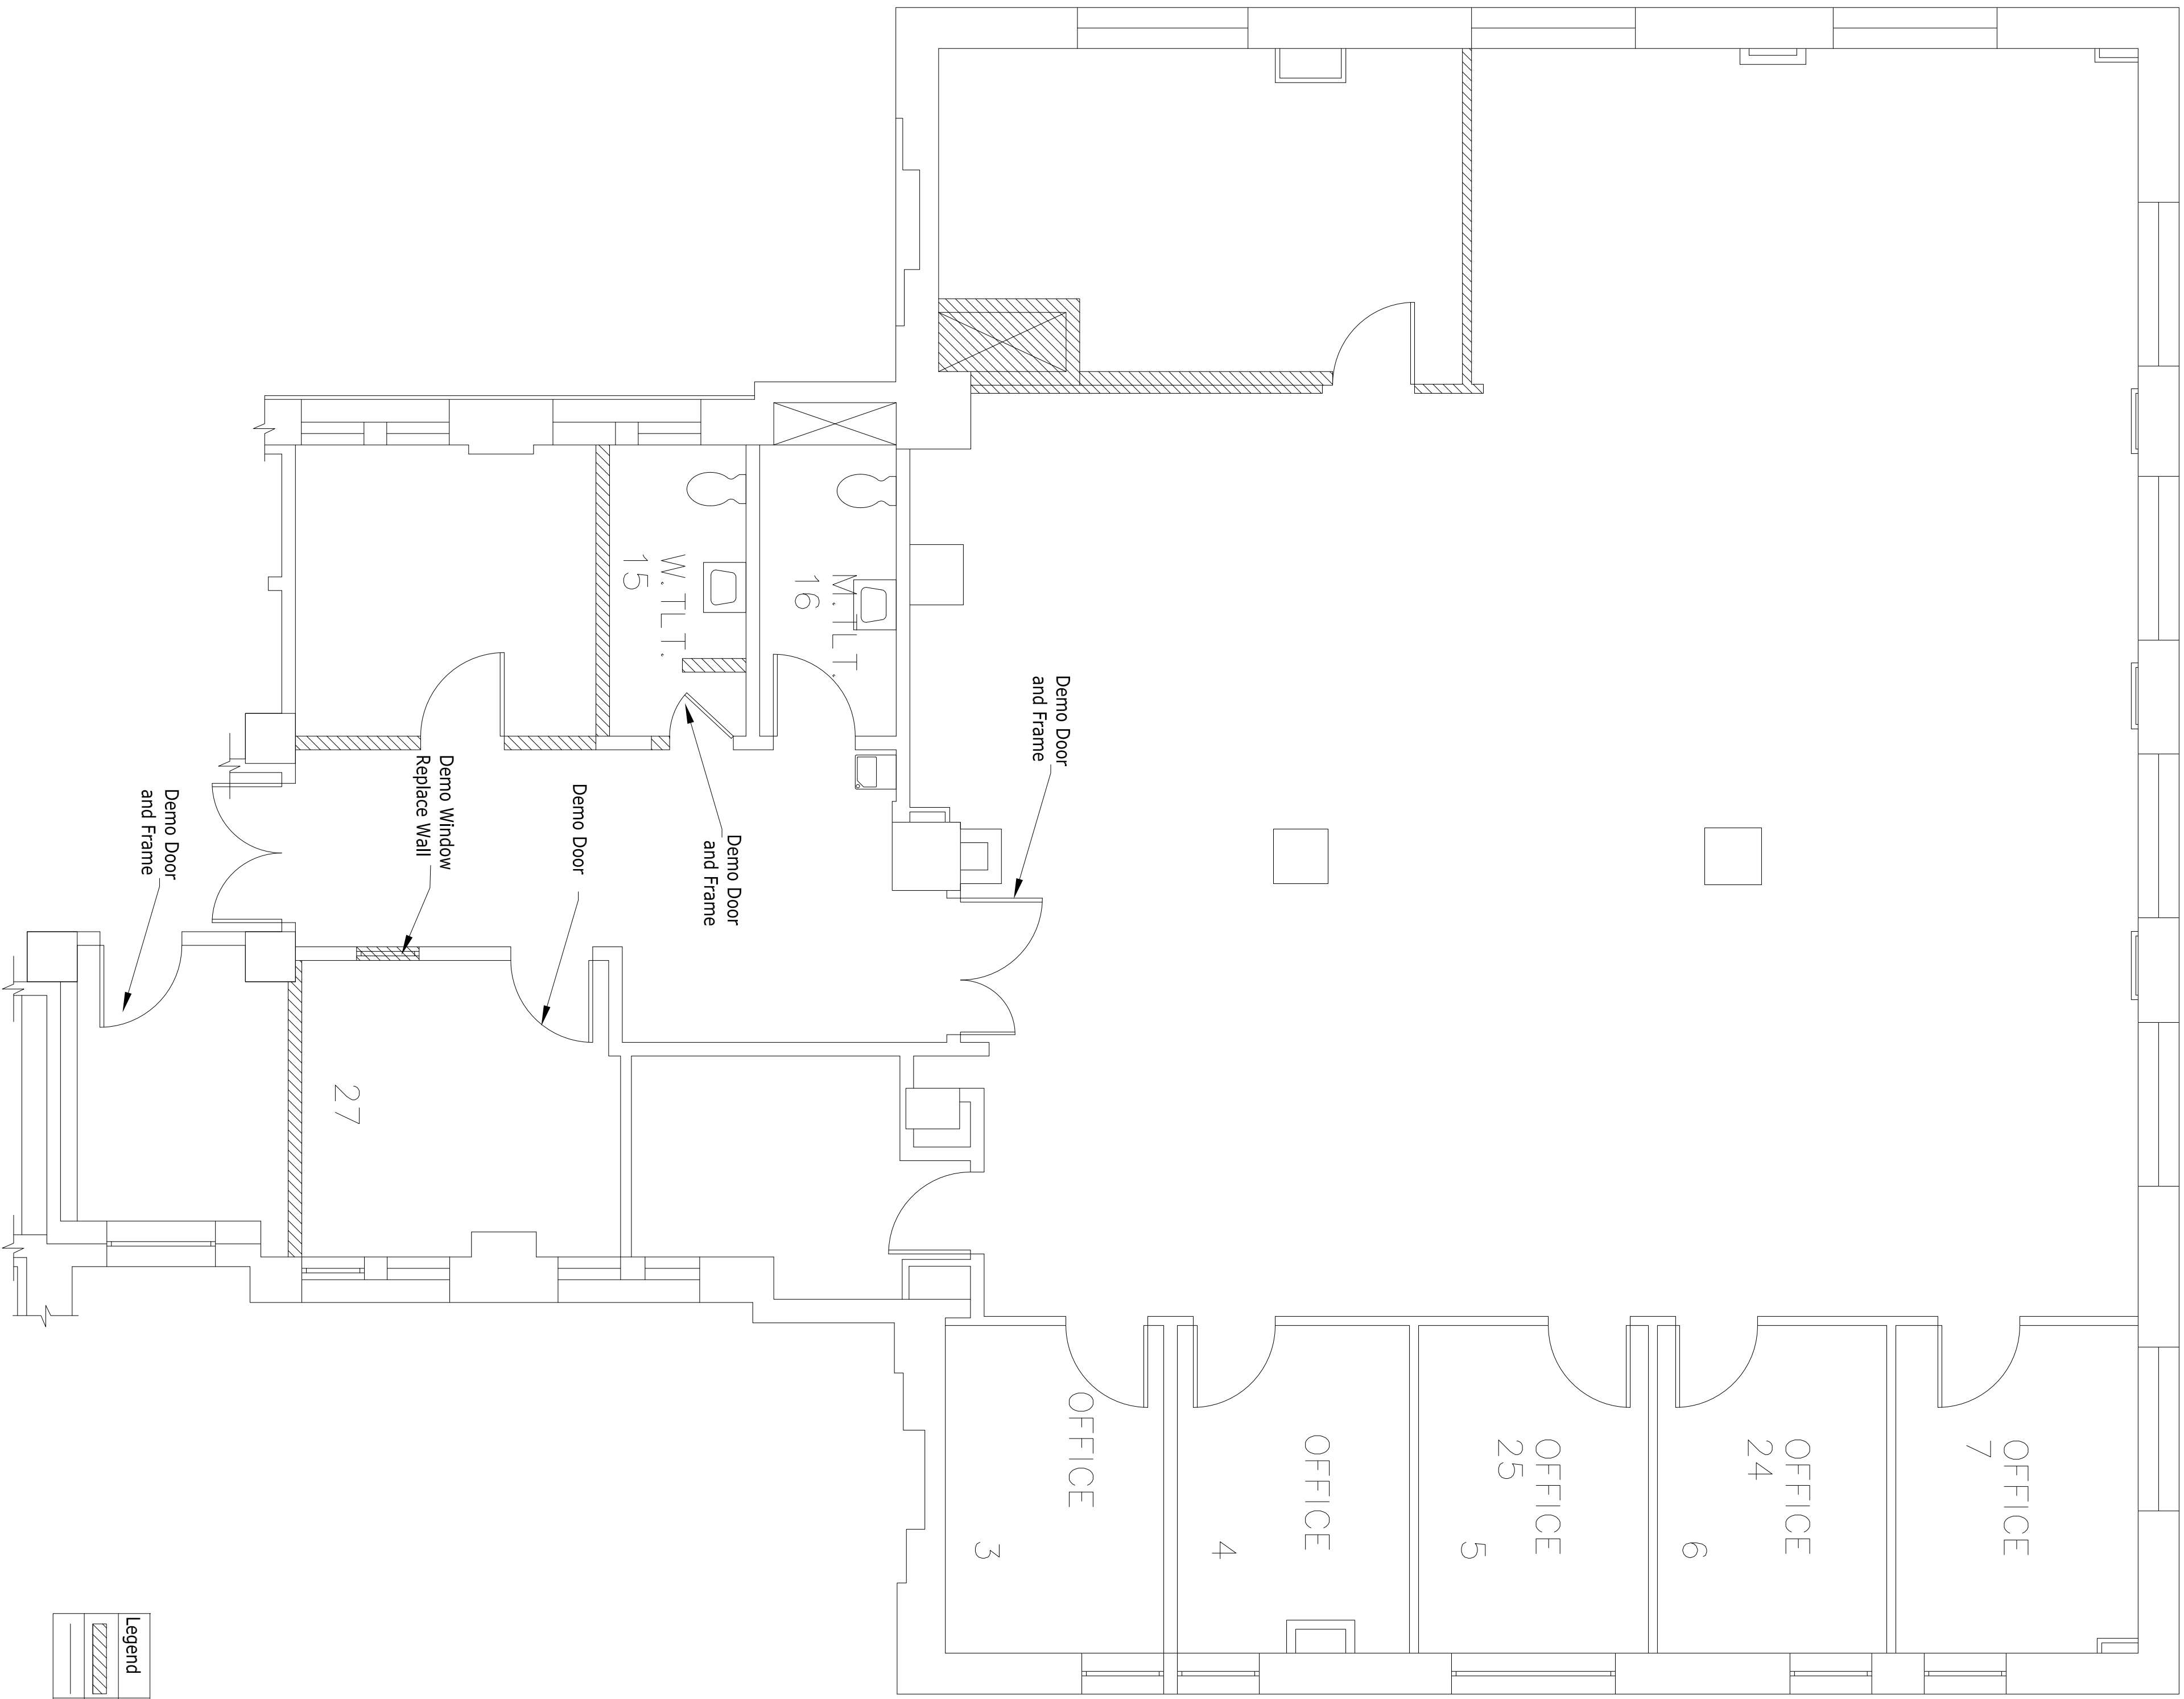 Demo Door
and Frame
M.TLT.
16
W.TLT.
15
Demo Door
and Frame
Demo Door
Demo Window
Replace Wall
Demo Door
and Frame
27
OFFICE
7
OFFICE
24
6
OFFICE
25
5
OFFICE
4
OFFICE
3
Legend